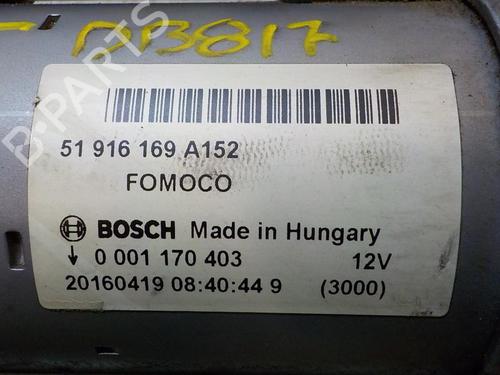 DB817
B-PARTS
51 916 169 A152
FOMOCO
BOSCH Made in Hungary
0 001 170 403 12V
20160419 08:40:44 9 (3000)